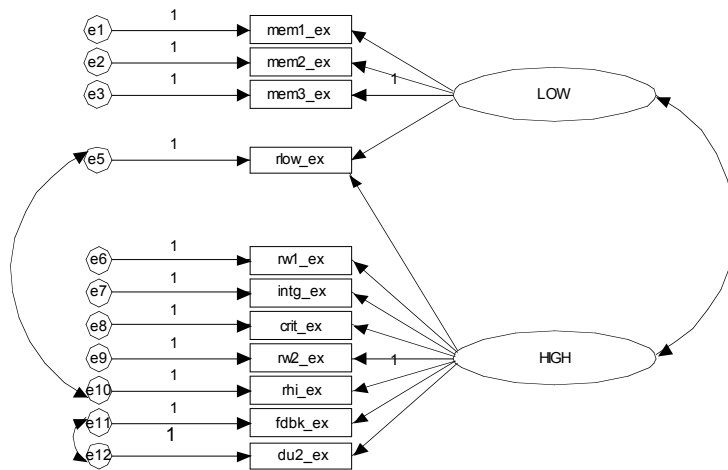 e1 1 mem1_ex
e2 1 mem2_ex
e3 1 mem3_ex 1 LOW
e5 1 rlow_ex
e6 1 rw1_ex
e7 1 intg_ex
e8 1 crit_ex
e9 1 rw2_ex 1 HIGH
e10 1 rhi_ex
e11 1 fdbk_ex
e12 1 du2_ex